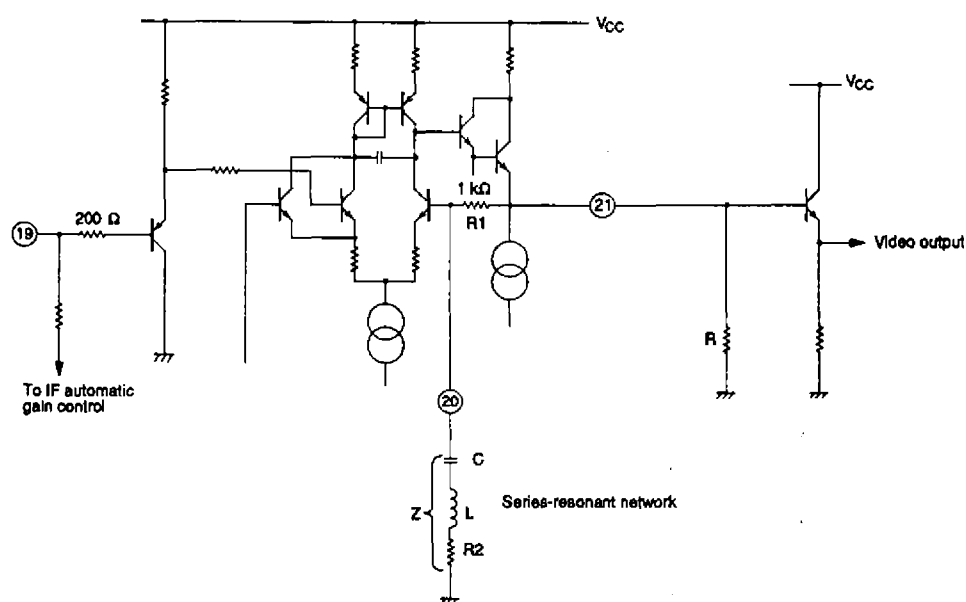 VCC
VCC
200 Ω
19
1 kΩ
R1
21
Video output
R
To IF automatic
gain control
20
C
Z
L
Series-resonant network
R2